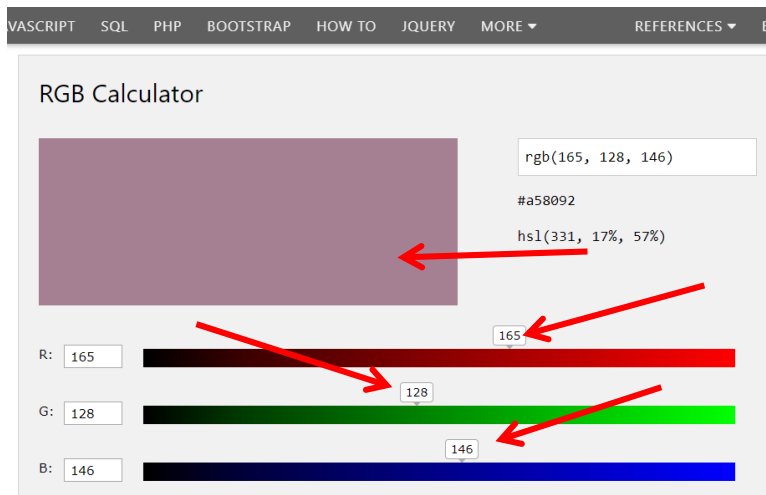 AVASCRIPT SQL PHP BOOTSTRAP HOW TO JQUERY MORE REFERENCES
RGB Calculator
rgb(165, 128, 146)
#a58092
hsl(331, 17%, 57%)
165
R: 165
128
G: 128
146
B: 146